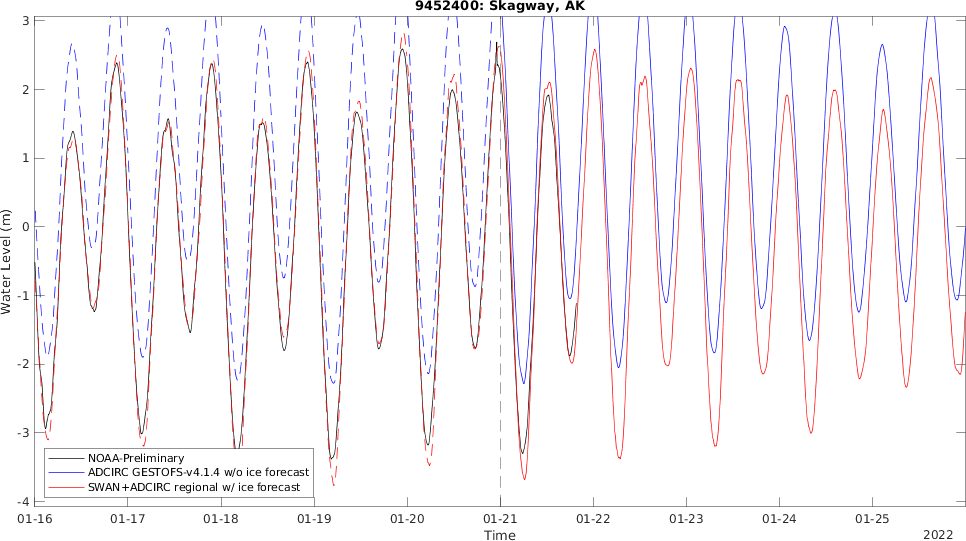 9452400: Skagway, AK
3
2
1
0
-1
-2
-3
-4
Water Level (m)
NOAA-Preliminary
ADCIRC GESTOFS-v4.1.4 w/o ice forecast
SWAN+ADCIRC regional w/ ice forecast
01-16 01-17 01-18 01-19 01-20 01-21 01-22 01-23 01-24 01-25
Time
2022